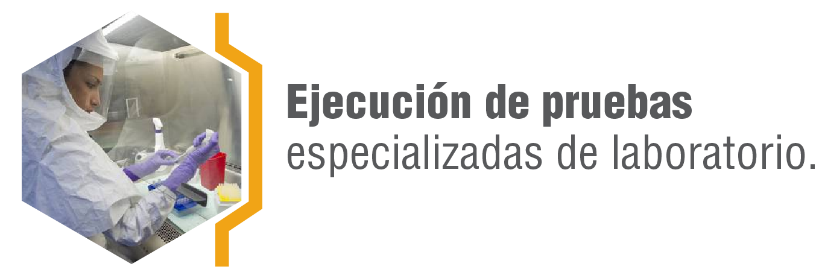 Ejecución de pruebas
especializadas de laboratorio.